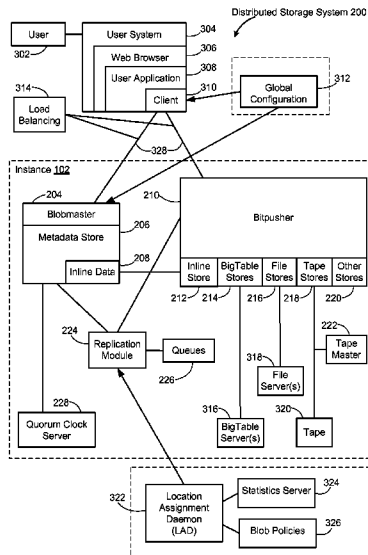 Distributed Storage System 200
User
302
User System
304
Web Browser
306
User Application
308
Client
310
Global
Configuration
312
314
Load
Balancing
328
Instance 102
204
Blobmaster
206
Metadata Store
208
Inline Data
210
Bitpusher
Inline
Store
BigTable
Stores
File
Stores
Tape
Stores
Other
Stores
212
214
216
218
220
222
Tape
Master
224
Replication
Module
Queues
226
318
File
Server(s)
228
Quorum Clock
Server
316
BigTable
Server(s)
320
Tape
322
Location
Assignment
Daemon
(LAD)
Statistics Server
324
Blob Policies
326